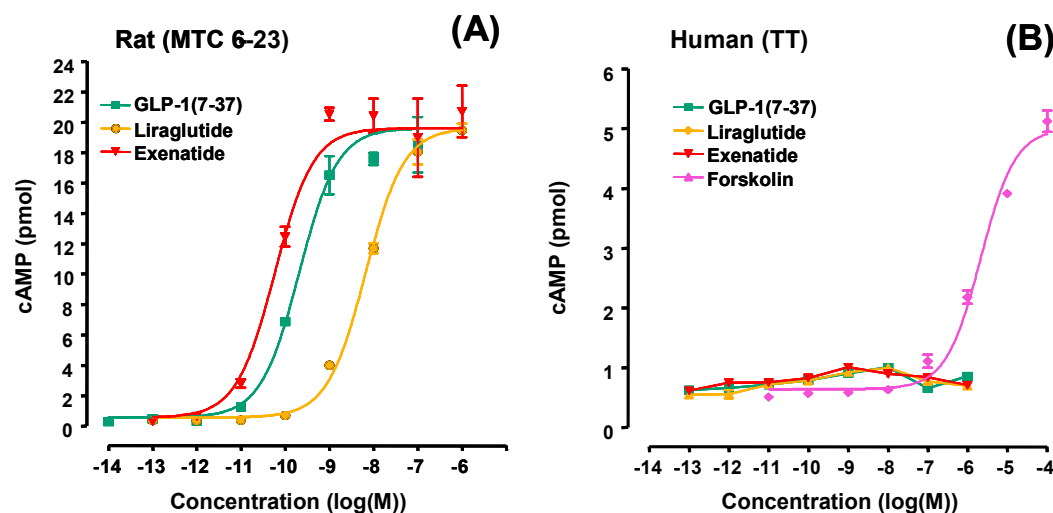 Rat (MTC 6-23)
(A)
24
22
20
18
16
14
12
10
8
6
4
2
0
cAMP (pmol)
GLP-1(7-37)
Liraglutide
Exenatide
-14
-13
-12
-11
-10
-9
-8
-7
-6
Concentration (log(M))
Human (TT)
(B)
6
5
4
3
2
1
0
cAMP (pmol)
GLP-1(7-37)
Liraglutide
Exenatide
Forskolin
-14
-13
-12
-11
-10
-9
-8
-7
-6
-5
-4
Concentration (log(M))